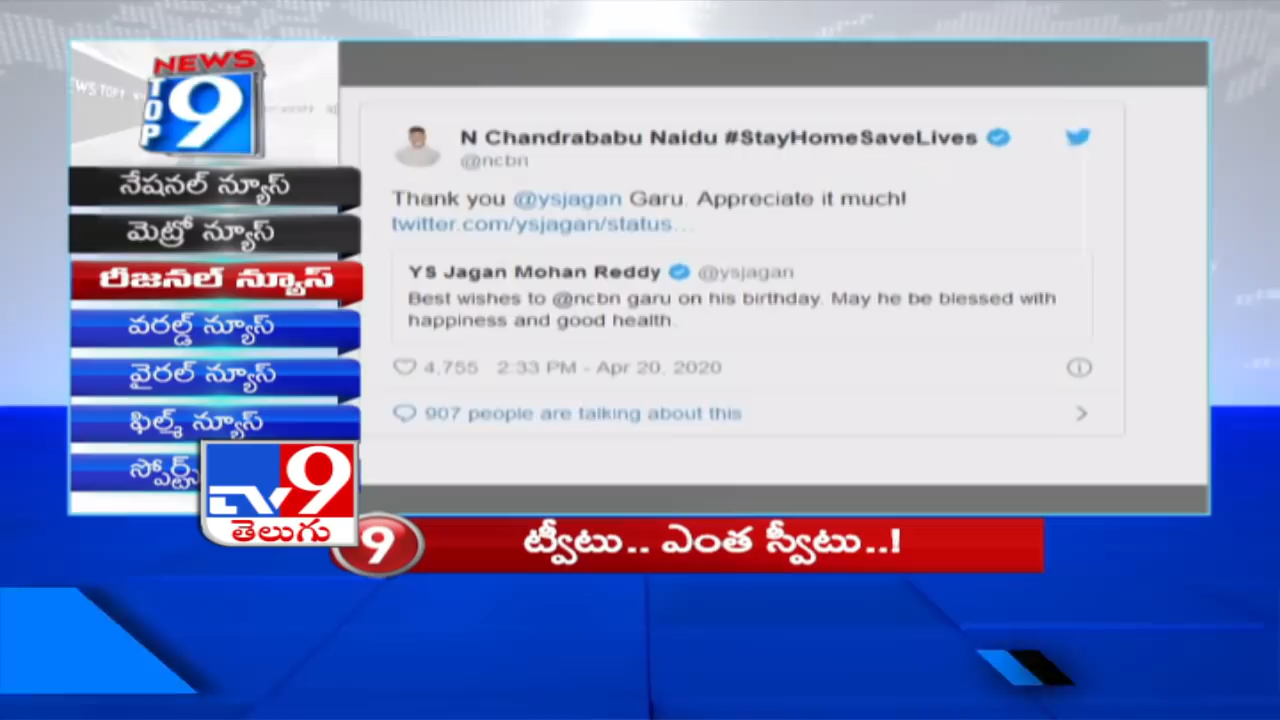 NEWS
TOP 9
నేషనల్ న్యూస్
మెట్రో న్యూస్
రీజనల్ న్యూస్
వరల్డ్ న్యూస్
వైరల్ న్యూస్
ఫిల్మ్ న్యూస్
స్పోర్ట్స్
N Chandrababu Naidu #StayHomeSaveLives
@ncbn
Thank you @ysjagan Garu. Appreciate it much!
twitter.com/ysjagan/status...
YS Jagan Mohan Reddy @ysjagan
Best wishes to @ncbn garu on his birthday. May he be blessed with
happiness and good health.
4,755 2:33 PM - Apr 20, 2020
907 people are talking about this
TV9
తెలుగు
9 ట్వీటు.. ఎంత స్వీటు..!